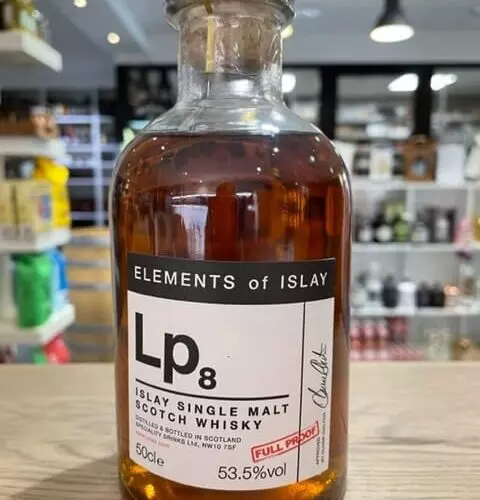 ELEMENTS of ISLAY
Lp8
ISLAY SINGLE MALT
SCOTCH WHISKY
DISTILLED & BOTTLED IN SCOTLAND
SPECIALITY DRINKS Ltd, NW10 7SF
50cle
53.5%vol
FULL PROOF
APPROVED